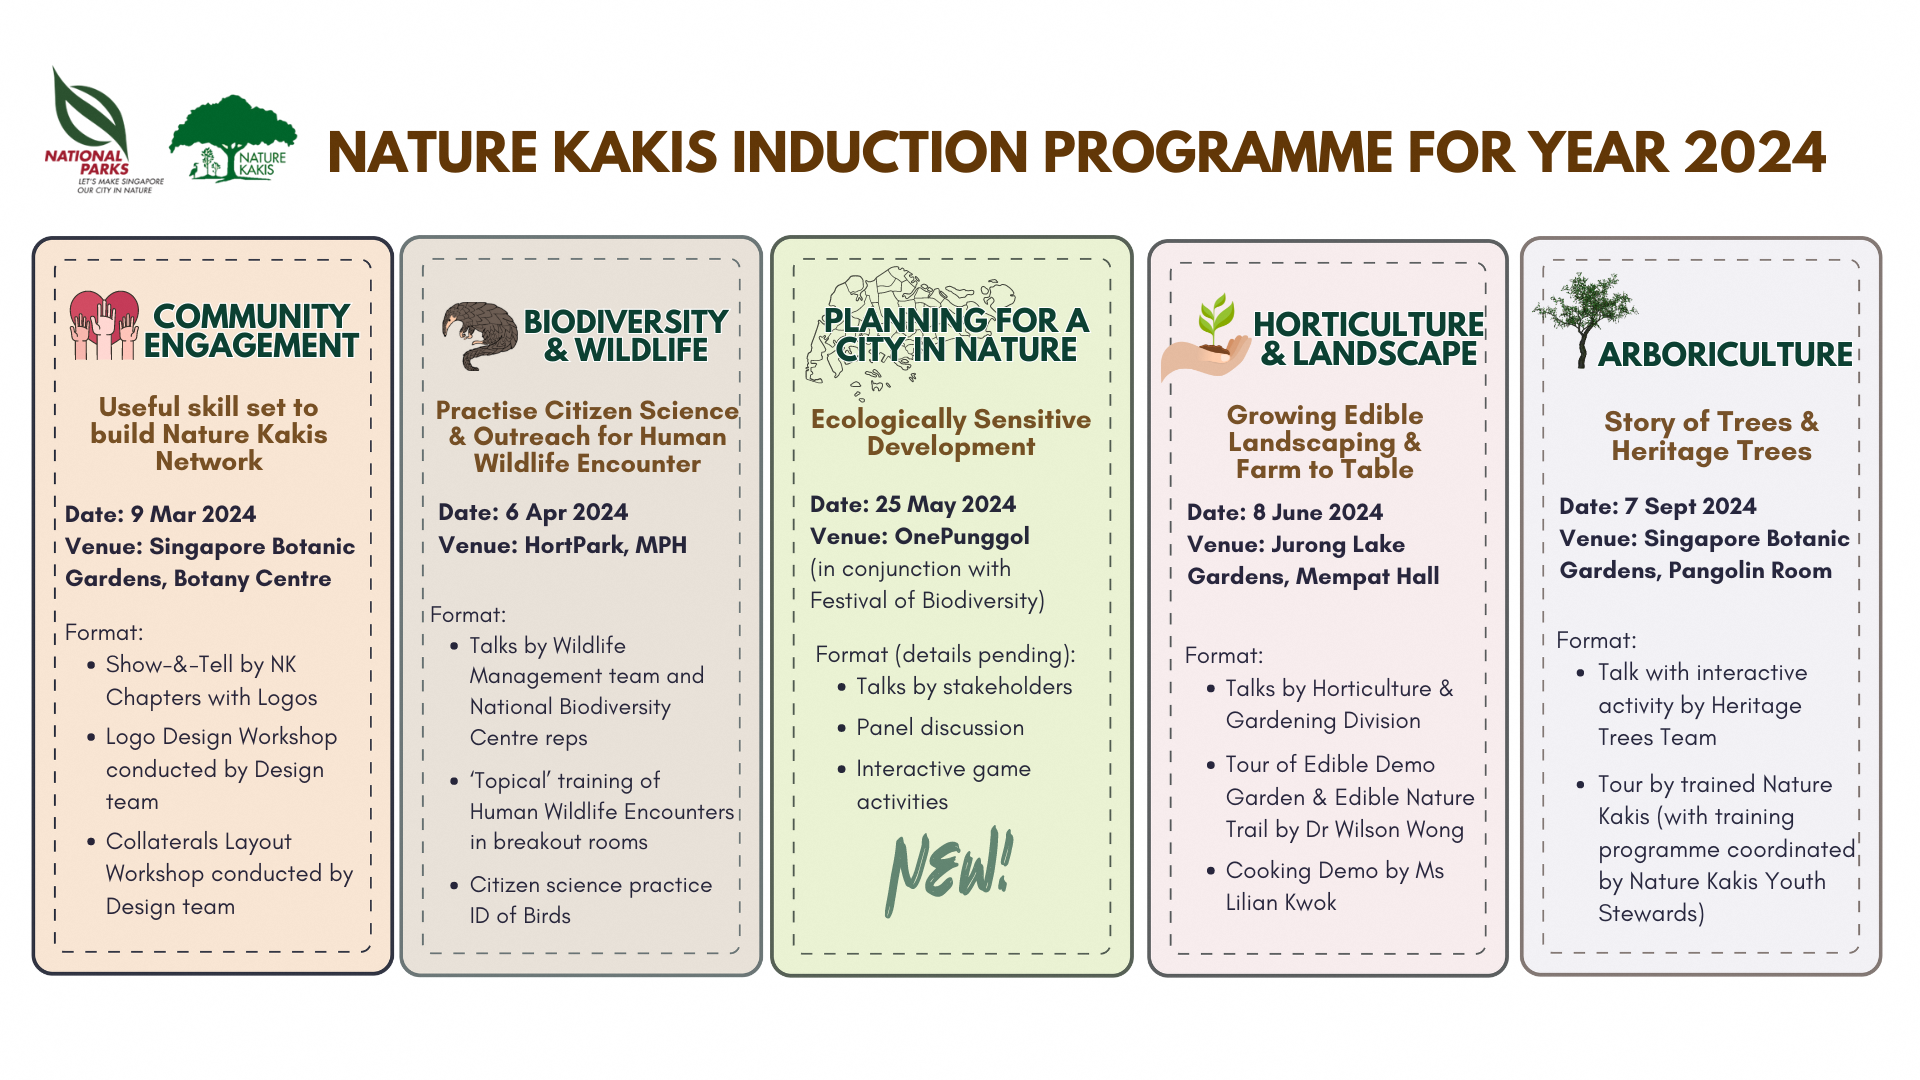 NATIONAL
PARKS
LET'S MAKE SINGAPORE
OUR CITY IN NATURE
NATURE
KAKIS
NATURE KAKIS INDUCTION PROGRAMME FOR YEAR 2024
COMMUNITY
ENGAGEMENT
Useful skill set to
build Nature Kakis
Network
Date: 9 Mar 2024
Venue: Singapore Botanic
Gardens, Botany Centre
Format:
• Show-&-Tell by NK
Chapters with Logos
• Logo Design Workshop
conducted by Design
team
• Collaterals Layout
Workshop conducted by
Design team
BIODIVERSITY
& WILDLIFE
Practise Citizen Science
& Outreach for Human
Wildlife Encounter
Date: 6 Apr 2024
Venue: HortPark, MPH
Format:
• Talks by Wildlife
Management team and
National Biodiversity
Centre reps
• ‘Topical’ training of
Human Wildlife Encounters
in breakout rooms
• Citizen science practice
ID of Birds
PLANNING FOR A
CITY IN NATURE
Ecologically Sensitive
Development
Date: 25 May 2024
Venue: OnePunggol
(in conjunction with
Festival of Biodiversity)
Format (details pending):
• Talks by stakeholders
• Panel discussion
• Interactive game
activities
NEW!
HORTICULTURE
& LANDSCAPE
Growing Edible
Landscaping &
Farm to Table
Date: 8 June 2024
Venue: Jurong Lake
Gardens, Mempat Hall
Format:
• Talks by Horticulture &
Gardening Division
• Tour of Edible Demo
Garden & Edible Nature
Trail by Dr Wilson Wong
• Cooking Demo by Ms
Lilian Kwok
ARBORICULTURE
Story of Trees &
Heritage Trees
Date: 7 Sept 2024
Venue: Singapore Botanic
Gardens, Pangolin Room
Format:
• Talk with interactive
activity by Heritage
Trees Team
• Tour by trained Nature
Kakis (with training
programme coordinated
by Nature Kakis Youth
Stewards)